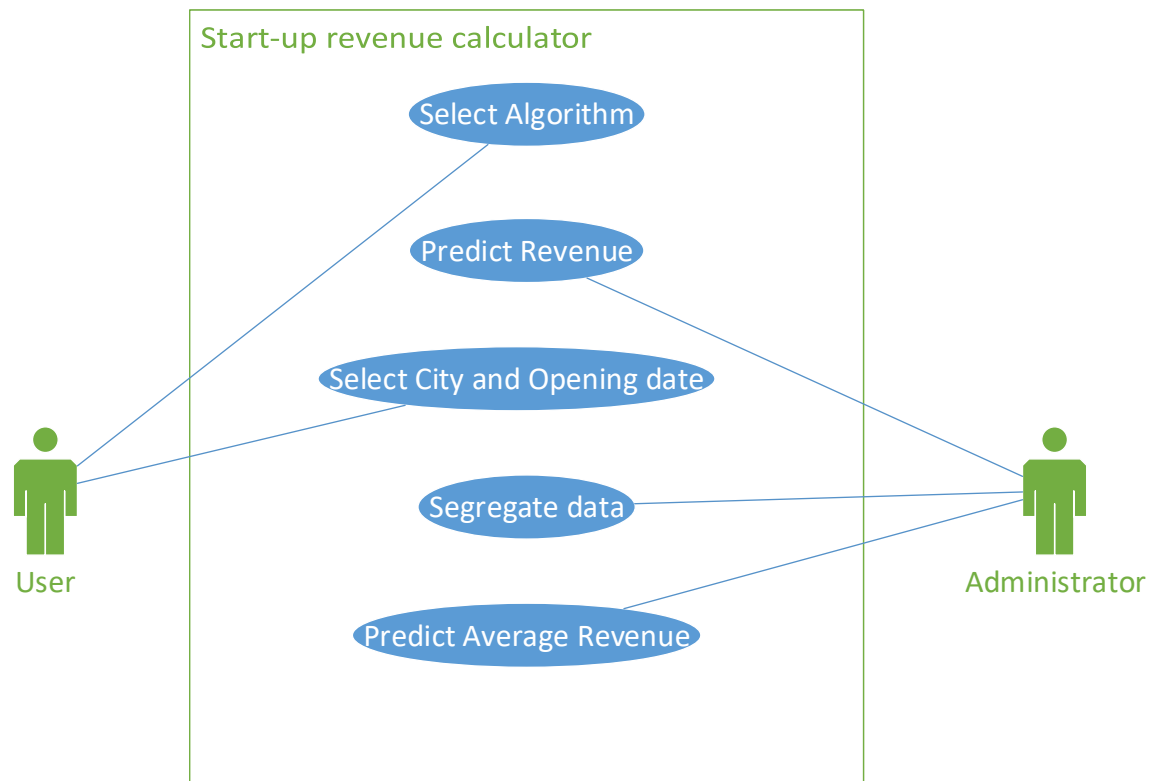 Start-up revenue calculator
Select Algorithm
Predict Revenue
Select City and Opening date
Segregate data
User
Administrator
Predict Average Revenue